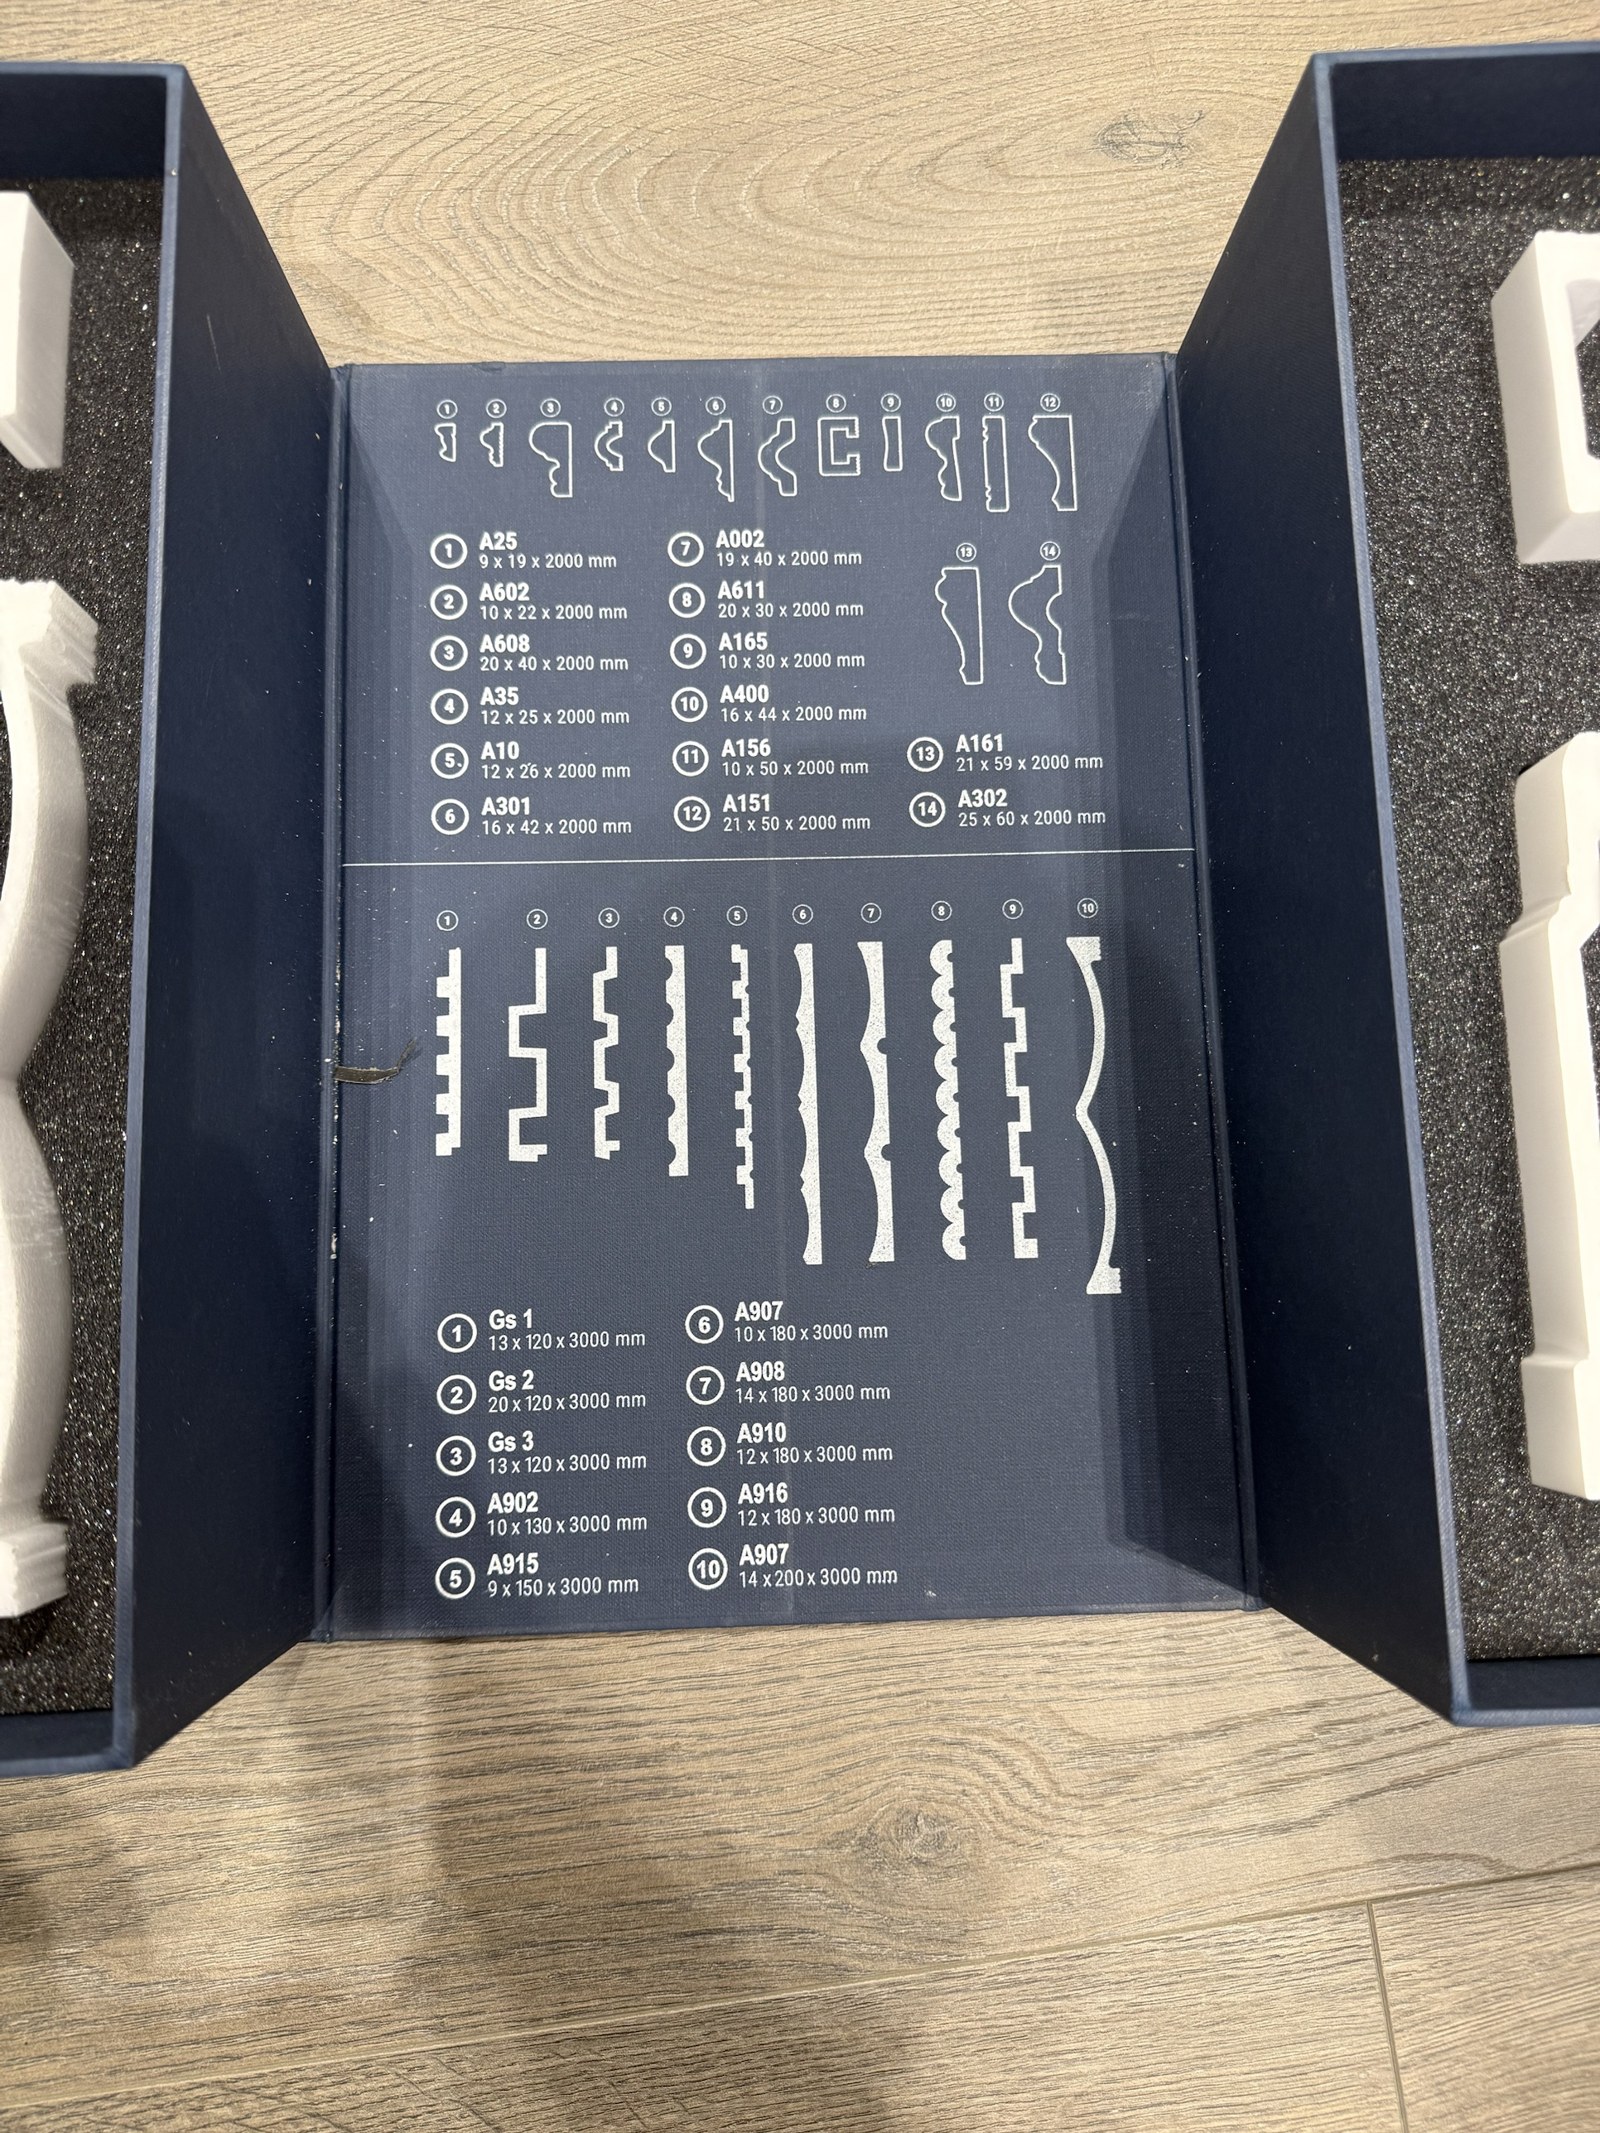 1 2 3 4 5 6 7 8 9 10 11 12
13 14
1 A25
9 x 19 x 2000 mm
2 A602
10 x 22 x 2000 mm
3 A608
20 x 40 x 2000 mm
4 A35
12 x 25 x 2000 mm
5 A10
12 x 26 x 2000 mm
6 A301
16 x 42 x 2000 mm
7 A002
19 x 40 x 2000 mm
8 A611
20 x 30 x 2000 mm
9 A165
10 x 30 x 2000 mm
10 A400
16 x 44 x 2000 mm
11 A156
10 x 50 x 2000 mm
12 A151
21 x 50 x 2000 mm
13 A161
21 x 59 x 2000 mm
14 A302
25 x 60 x 2000 mm
1 2 3 4 5 6 7 8 9 10
1 Gs 1
13 x 120 x 3000 mm
2 Gs 2
20 x 120 x 3000 mm
3 Gs 3
13 x 120 x 3000 mm
4 A902
10 x 130 x 3000 mm
5 A915
9 x 150 x 3000 mm
6 A907
10 x 180 x 3000 mm
7 A908
14 x 180 x 3000 mm
8 A910
12 x 180 x 3000 mm
9 A916
12 x 180 x 3000 mm
10 A907
14 x 200 x 3000 mm